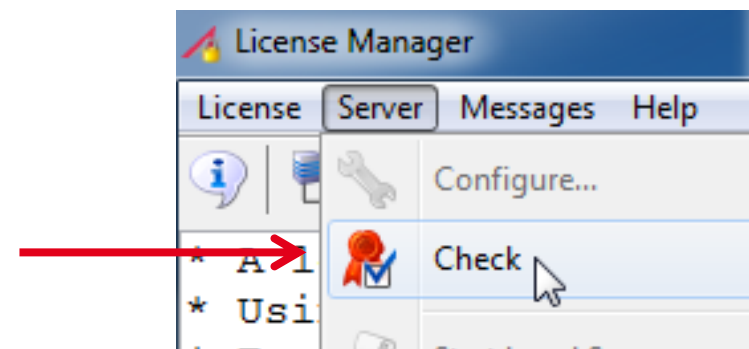 License Manager
License Server Messages Help
Configure...
* A l
Check
* Usi
*